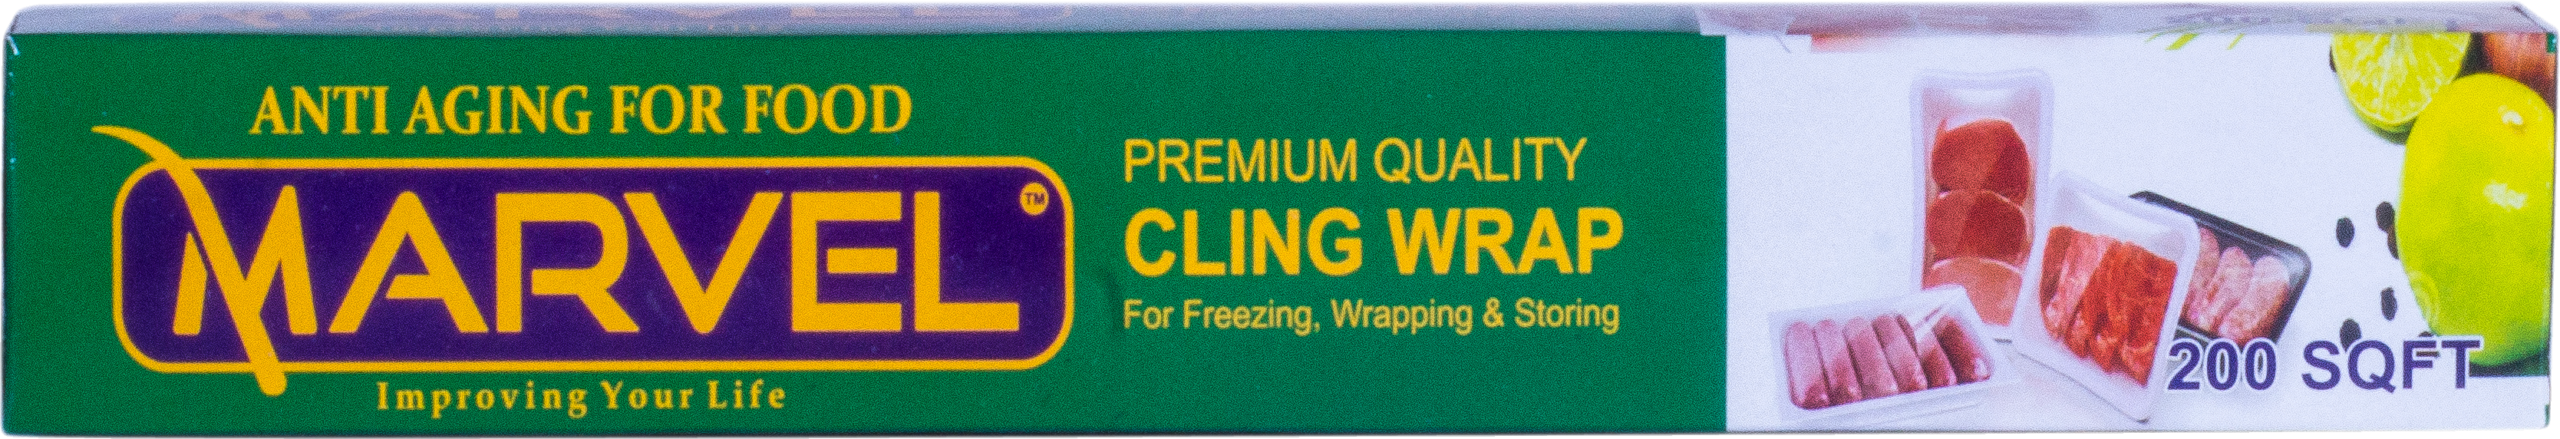 ANTI AGING FOR FOOD
MARVEL™
Improving Your Life
PREMIUM QUALITY
CLING WRAP
For Freezing, Wrapping & Storing
200 SQFT